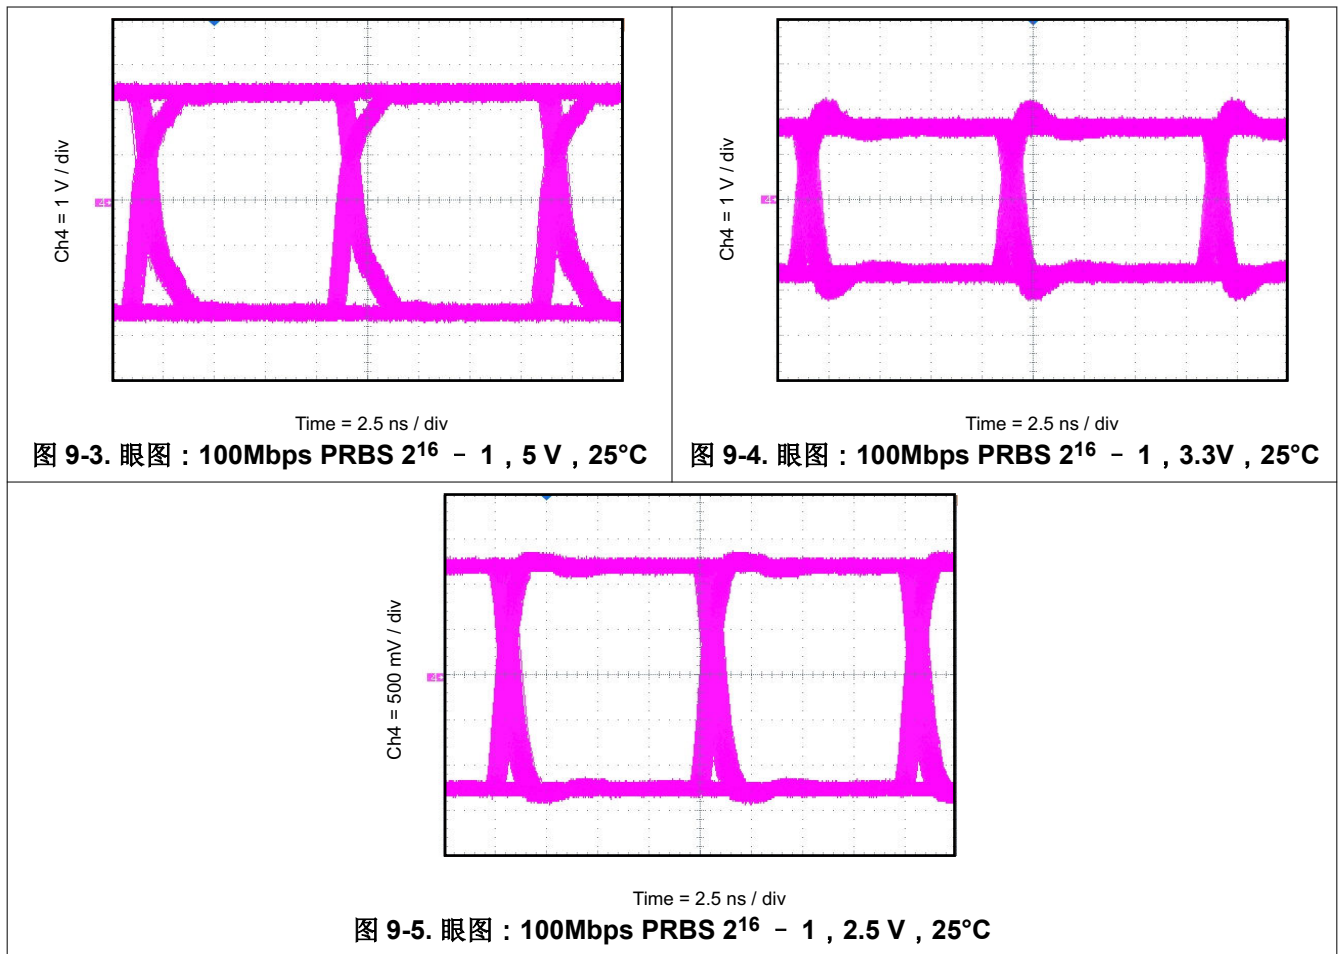 Ch4 = 1 V / div
Time = 2.5 ns / div
图 9-3. 眼图：100Mbps PRBS 2¹⁶ – 1，5 V，25°C
Ch4 = 1 V / div
Time = 2.5 ns / div
图 9-4. 眼图：100Mbps PRBS 2¹⁶ – 1，3.3V，25°C
Ch4 = 500 mV / div
Time = 2.5 ns / div
图 9-5. 眼图：100Mbps PRBS 2¹⁶ – 1，2.5 V，25°C